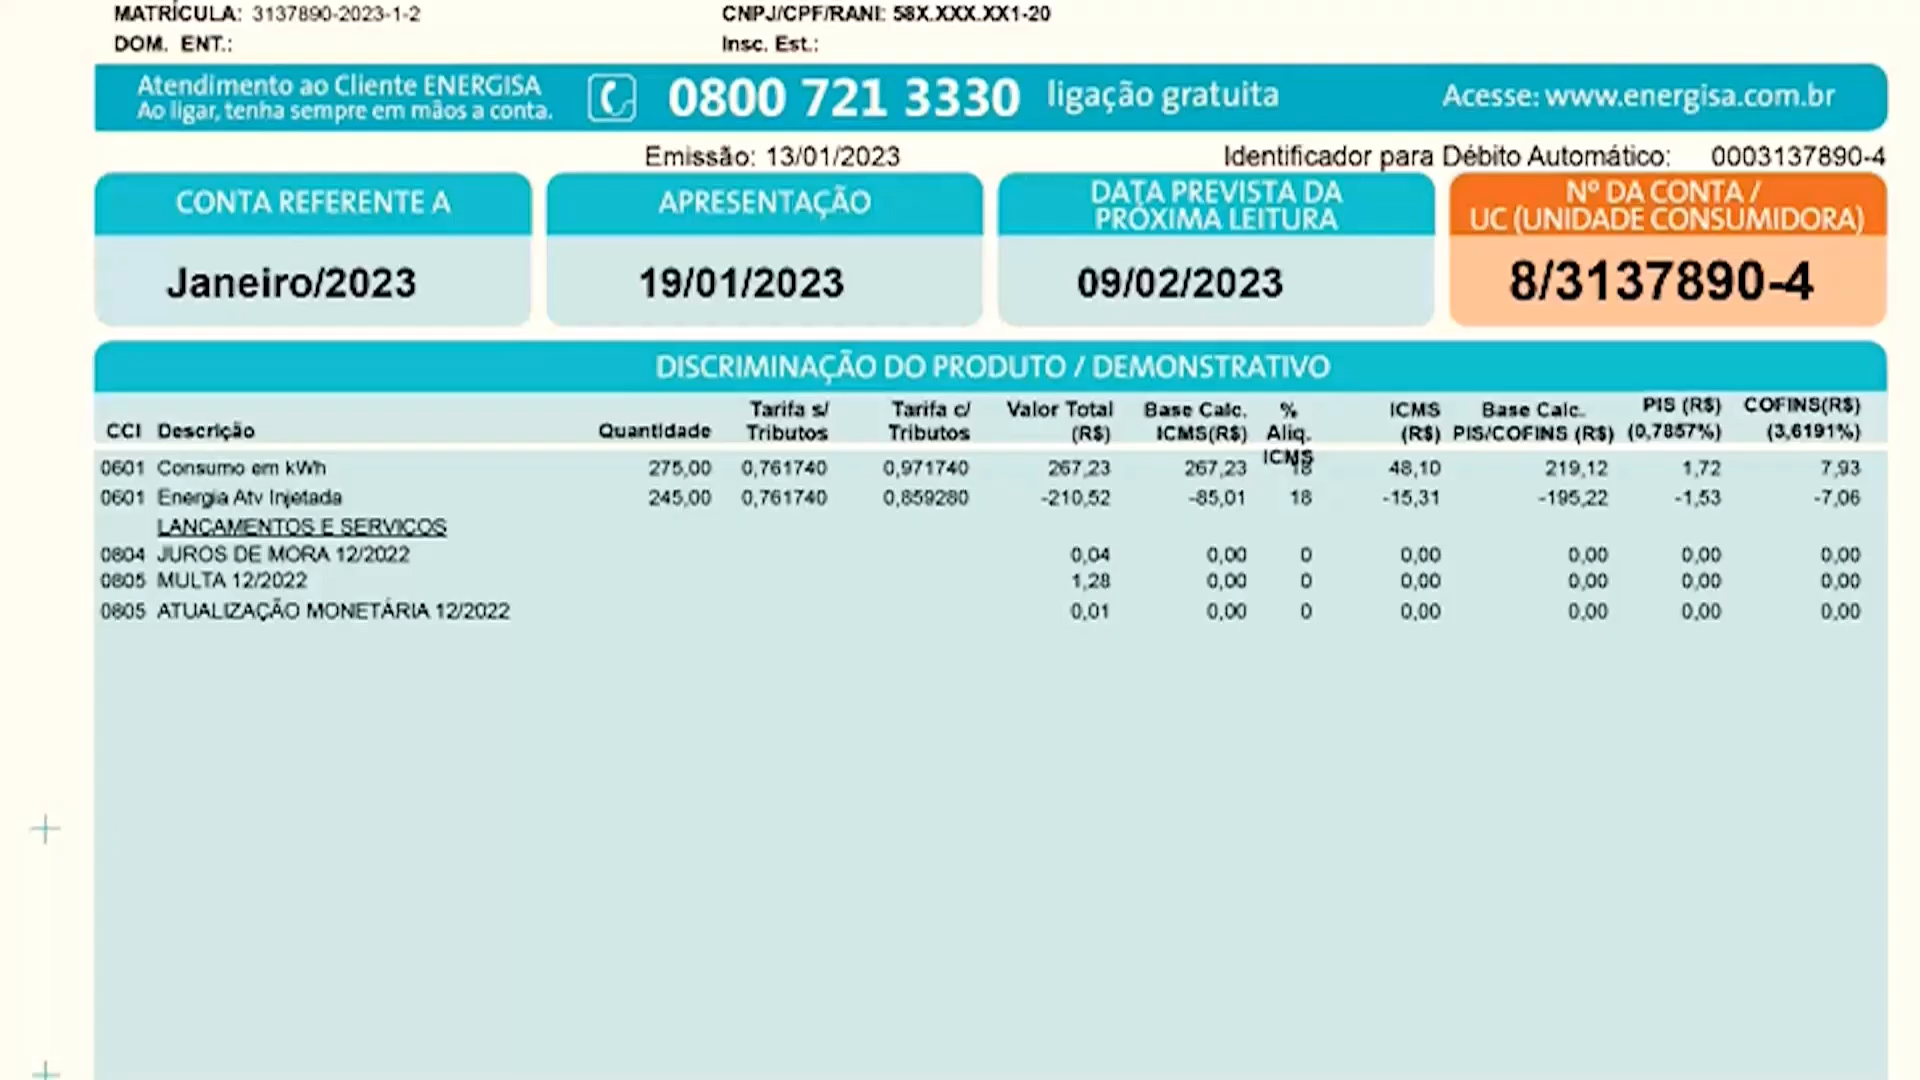 MATRÍCULA: 3137890-2023-1-2 CNPJ/CPF/RANI: 58X.XXX.XX1-20
DOM. ENT.: Insc. Est.:
Atendimento ao Cliente ENERGISA
Ao ligar, tenha sempre em mãos a conta.
0800 721 3330 ligação gratuita Acesse: www.energisa.com.br
Emissão: 13/01/2023 Identificador para Débito Automático: 0003137890-4
CONTA REFERENTE A
Janeiro/2023
APRESENTAÇÃO
19/01/2023
DATA PREVISTA DA
PRÓXIMA LEITURA
09/02/2023
Nº DA CONTA /
UC (UNIDADE CONSUMIDORA)
8/3137890-4
DISCRIMINAÇÃO DO PRODUTO / DEMONSTRATIVO
CCI Descrição Quantidade Tarifa s/ Tributos Tarifa c/ Tributos Valor Total (R$) Base Calc. ICMS(R$) % Aliq. ICMS ICMS (R$) Base Calc. PIS/COFINS (R$) PIS (R$) (0,7857%) COFINS(R$) (3,6191%)
0601 Consumo em kWh 275,00 0,761740 0,971740 267,23 267,23 18 48,10 219,12 1,72 7,93
0601 Energia Atv Injetada 245,00 0,761740 0,859280 -210,52 -85,01 18 -15,31 -195,22 -1,53 -7,06
LANÇAMENTOS E SERVIÇOS
0804 JUROS DE MORA 12/2022 0,04 0,00 0 0,00 0,00 0,00 0,00
0805 MULTA 12/2022 1,28 0,00 0 0,00 0,00 0,00 0,00
0805 ATUALIZAÇÃO MONETÁRIA 12/2022 0,01 0,00 0 0,00 0,00 0,00 0,00